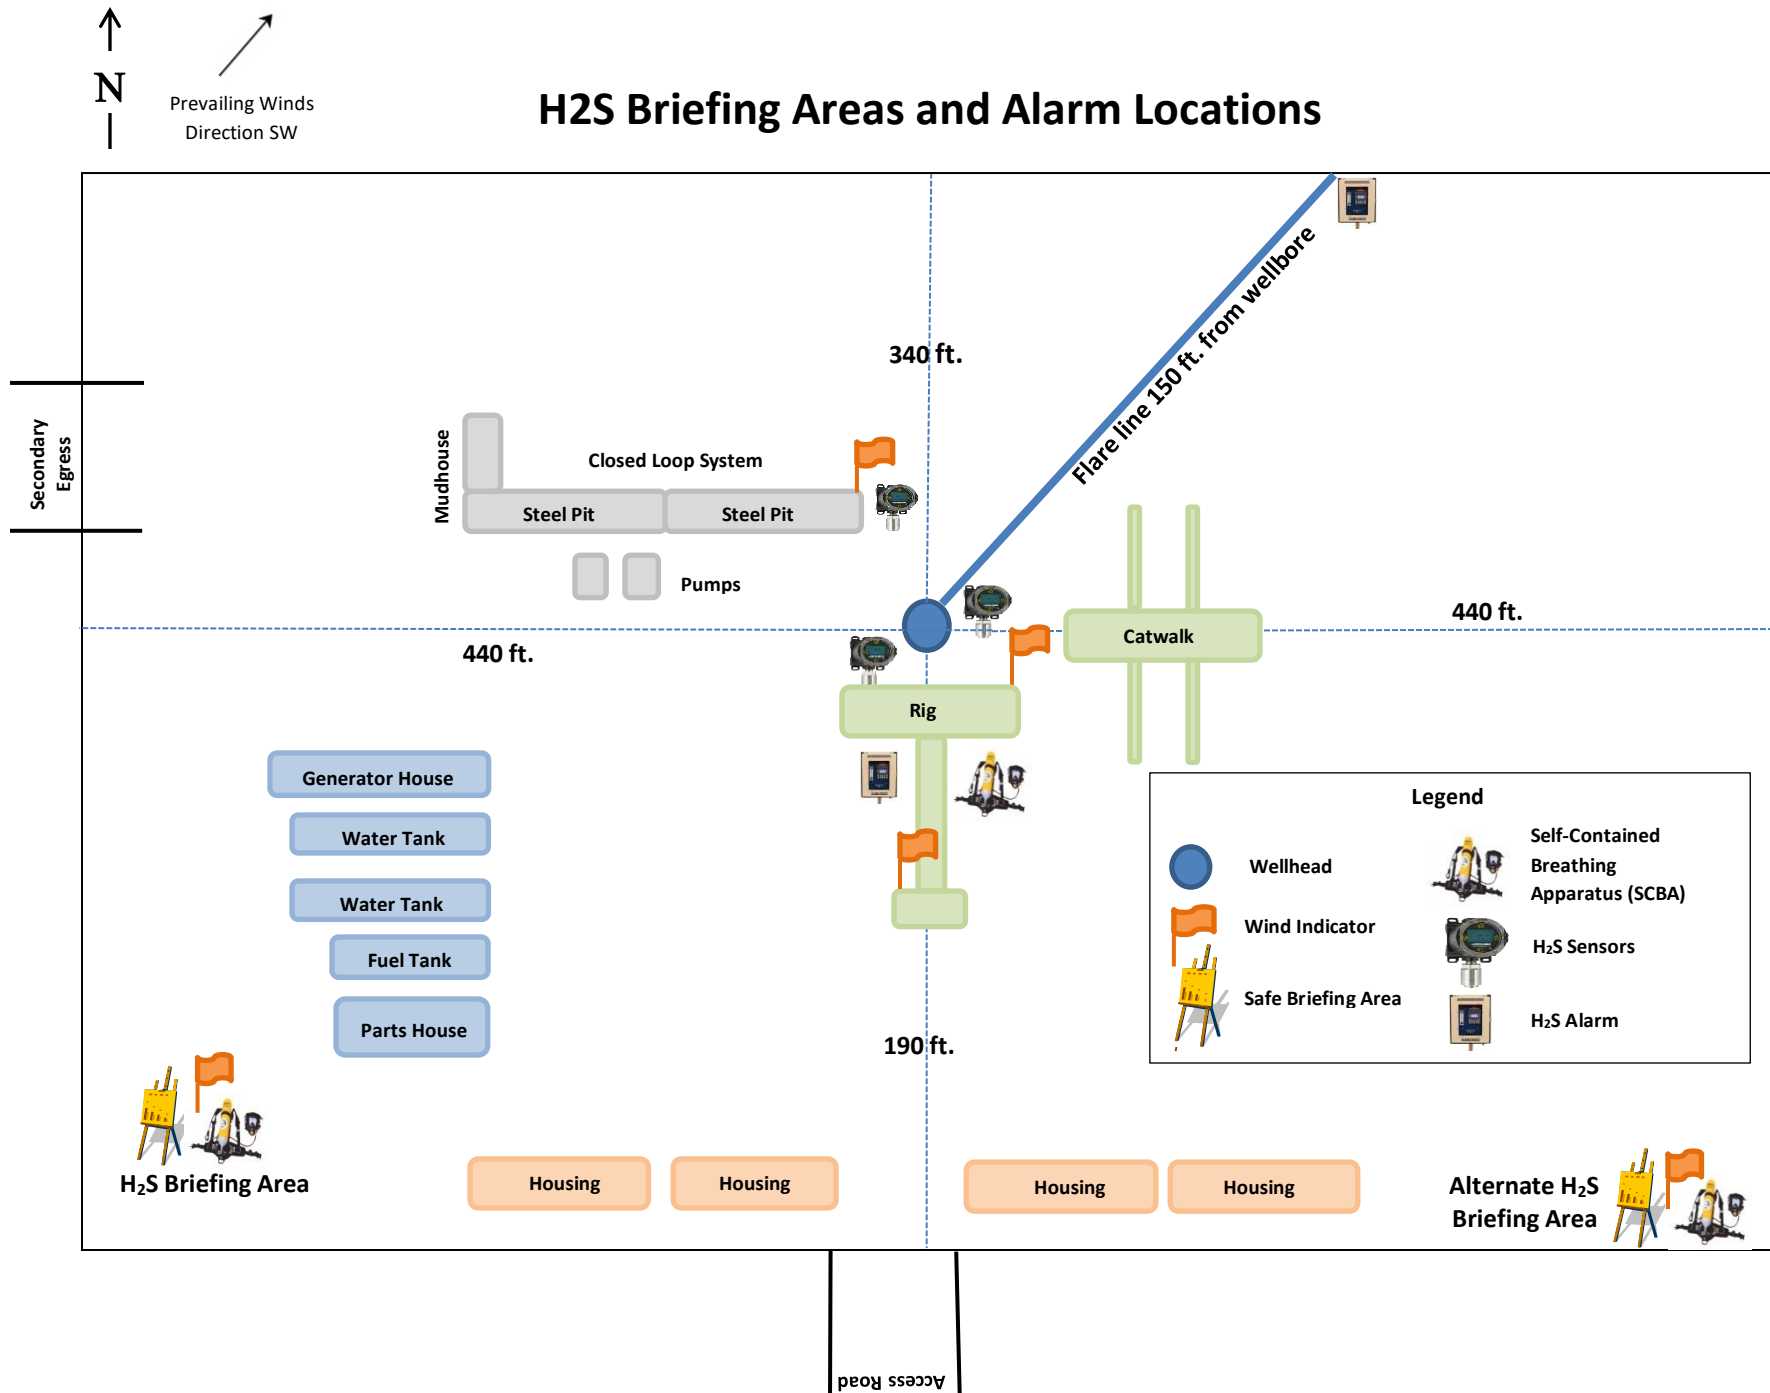 N
Prevailing Winds
Direction SW
H2S Briefing Areas and Alarm Locations
340 ft.
Flare line 150 ft. from wellbore
Secondary
Egress
Mudhouse
Closed Loop System
Steel Pit
Steel Pit
Pumps
440 ft.
440 ft.
Catwalk
Rig
Generator House
Water Tank
Water Tank
Fuel Tank
Parts House
190 ft.
Legend
Wellhead
Wind Indicator
Safe Briefing Area
Self-Contained
Breathing
Apparatus (SCBA)
H₂S Sensors
H₂S Alarm
H₂S Briefing Area
Housing
Housing
Housing
Housing
Alternate H₂S
Briefing Area
Access Road